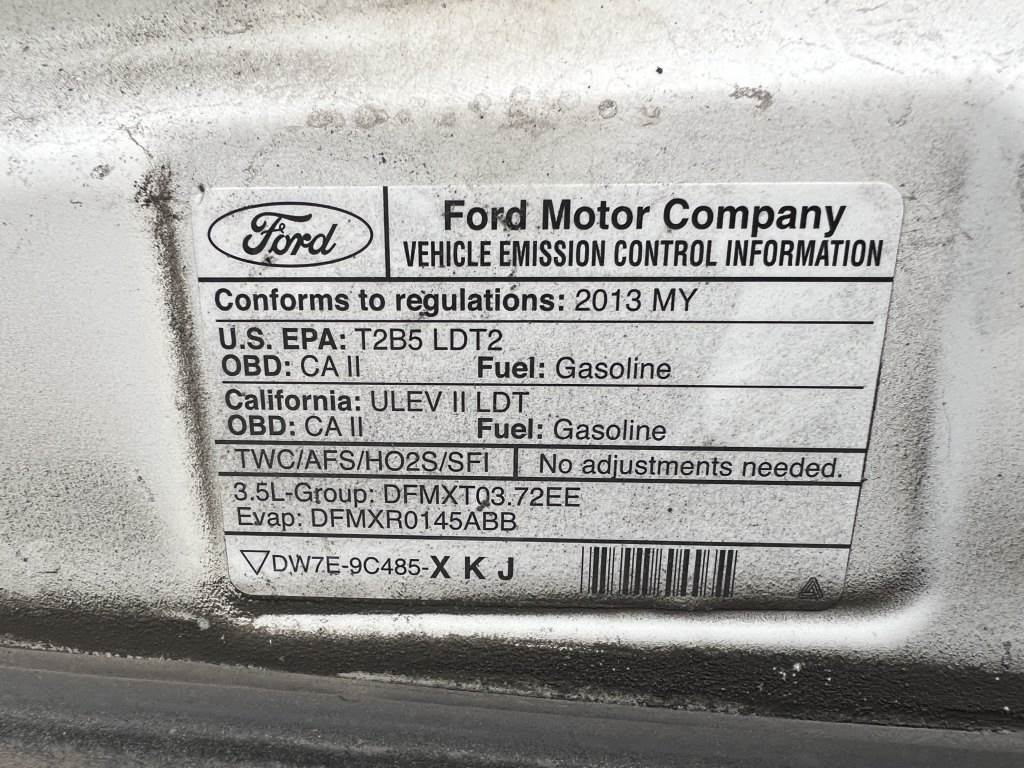 Ford
Ford Motor Company
VEHICLE EMISSION CONTROL INFORMATION
Conforms to regulations: 2013 MY
U.S. EPA: T2B5 LDT2
OBD: CA II Fuel: Gasoline
California: ULEV II LDT
OBD: CA II Fuel: Gasoline
TWC/AFS/HO2S/SFI No adjustments needed.
3.5L-Group: DFMXT03.72EE
Evap: DFMXR0145ABB
DW7E-9C485-X K J